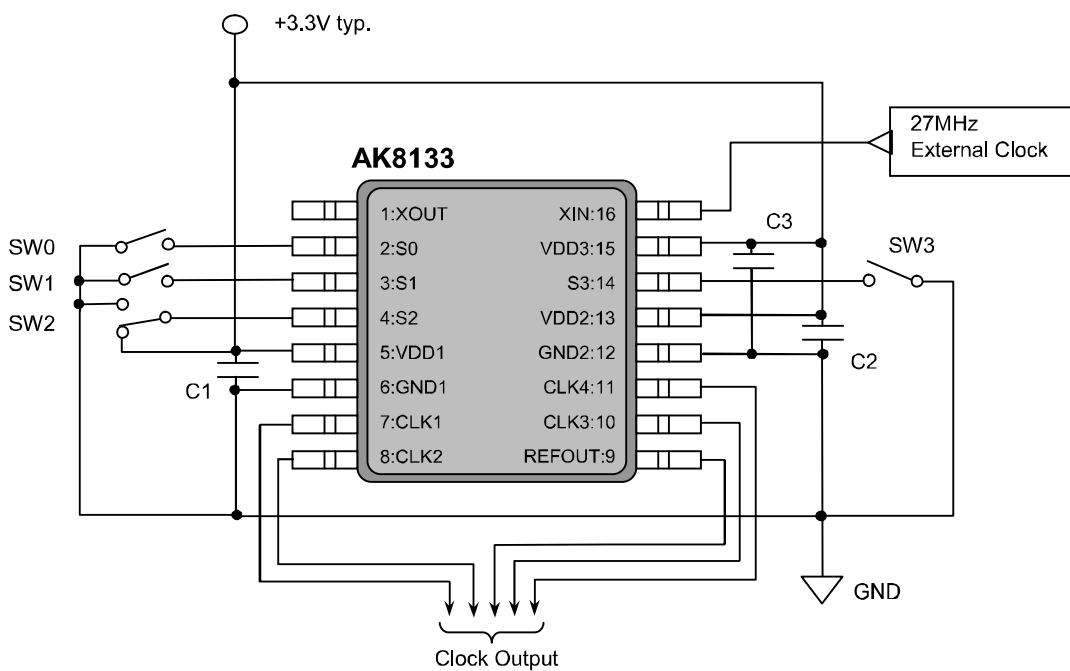 +3.3V typ.
27MHz
External Clock
AK8133
1:XOUT
XIN:16
C3
SW0
2:S0
VDD3:15
SW3
SW1
3:S1
S3:14
SW2
4:S2
VDD2:13
5:VDD1
GND2:12
C2
C1
6:GND1
CLK4:11
7:CLK1
CLK3:10
8:CLK2
REFOUT:9
GND
Clock Output